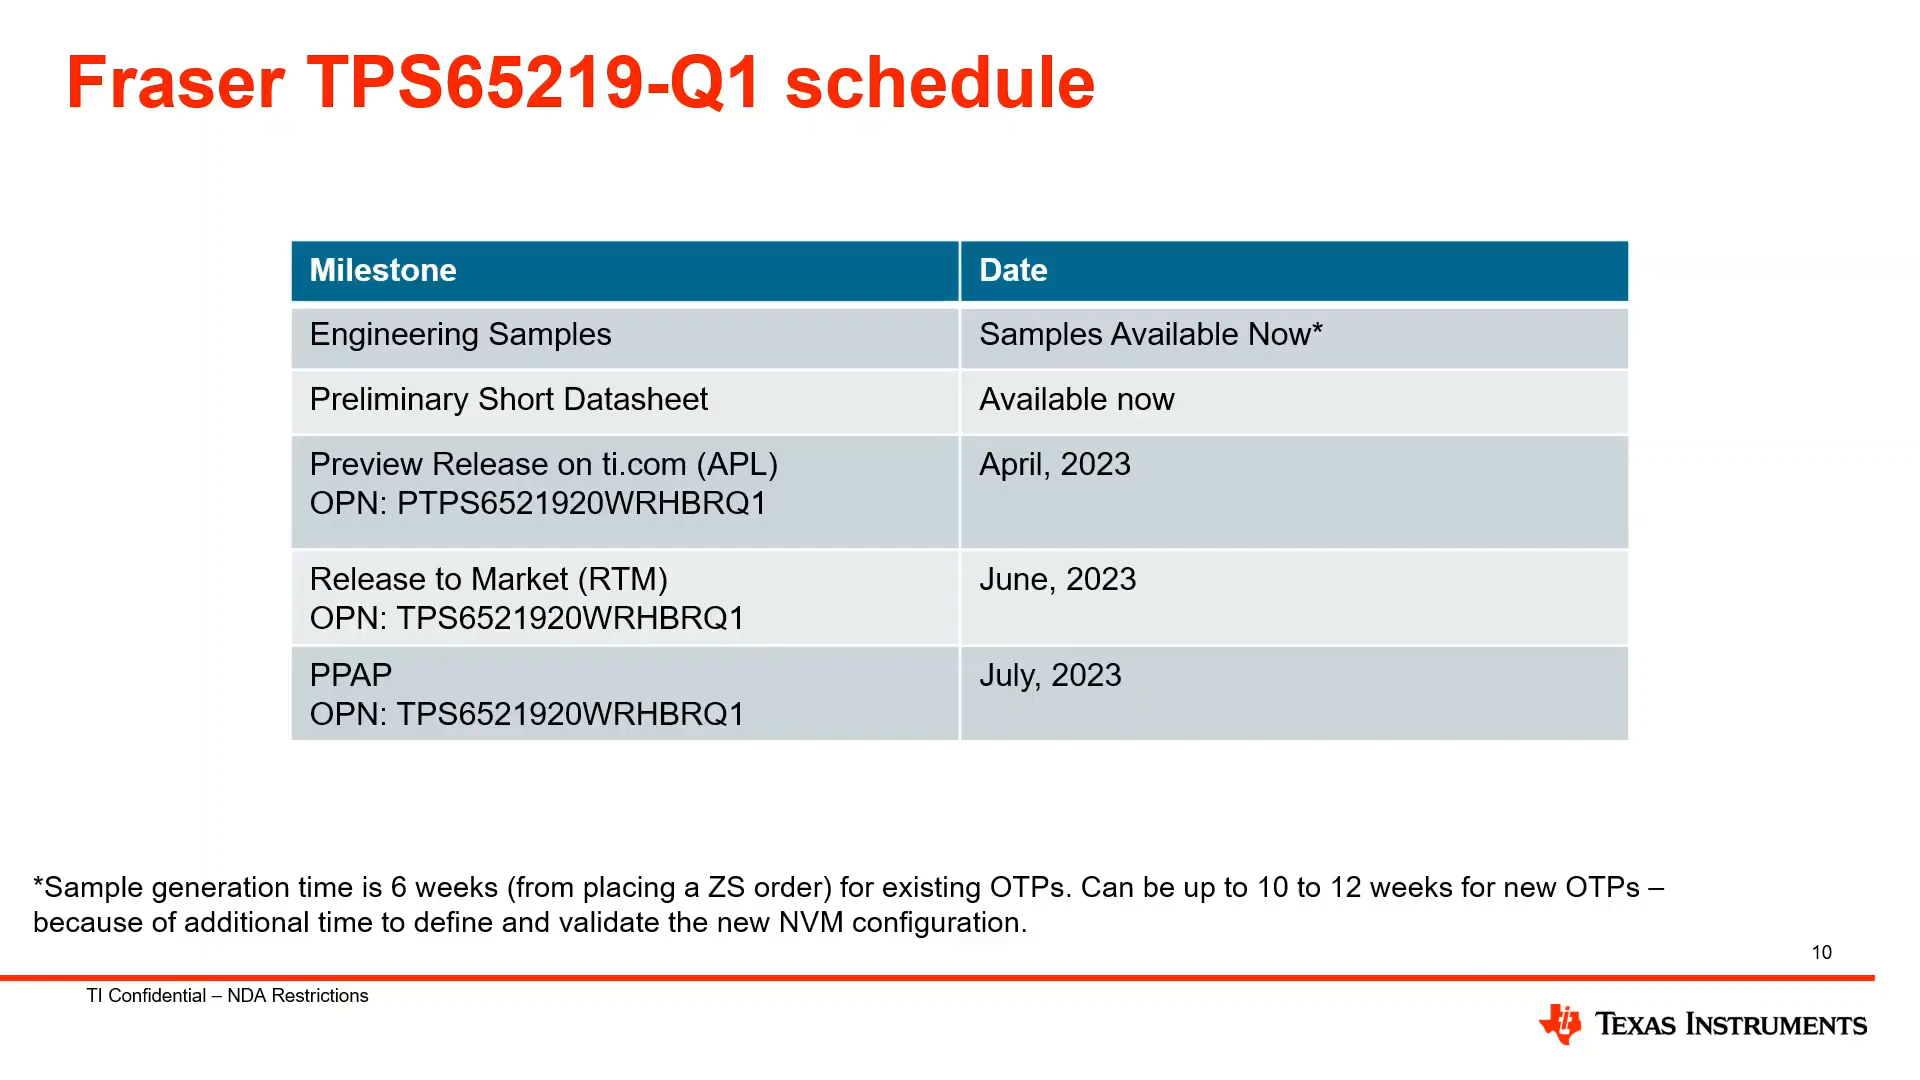 Fraser TPS65219-Q1 schedule
Milestone
Date
Engineering Samples
Samples Available Now*
Preliminary Short Datasheet
Available now
Preview Release on ti.com (APL)
OPN: PTPS6521920WRHBRQ1
April, 2023
Release to Market (RTM)
OPN: TPS6521920WRHBRQ1
June, 2023
PPAP
OPN: TPS6521920WRHBRQ1
July, 2023
*Sample generation time is 6 weeks (from placing a ZS order) for existing OTPs. Can be up to 10 to 12 weeks for new OTPs –
because of additional time to define and validate the new NVM configuration.
10
TI Confidential – NDA Restrictions
TEXAS INSTRUMENTS